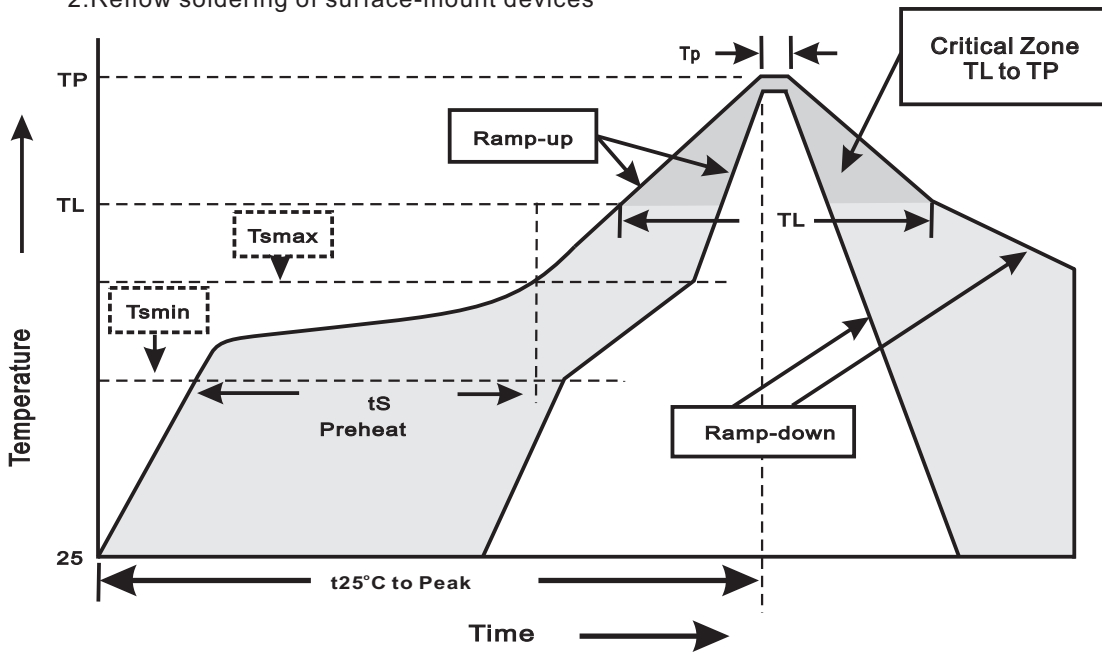 2.Reflow soldering of surface-mount devices
Tp
Critical Zone
TL to TP
TP
Ramp-up
TL
TL
Tsmax
Tsmin
tS
Preheat
Ramp-down
Temperature
25
t25°C to Peak
Time